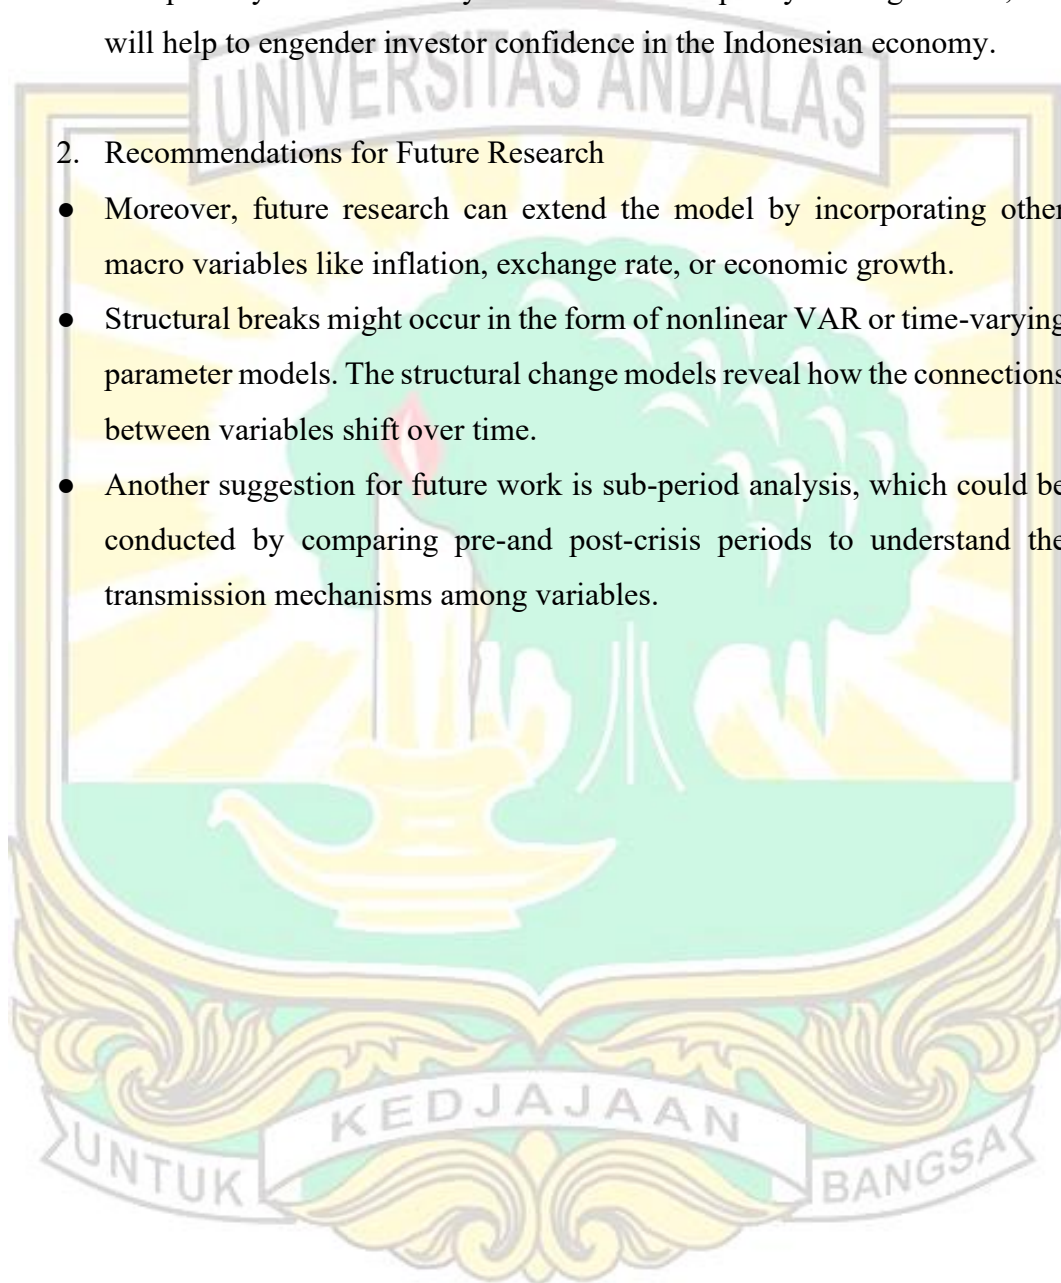 will help to engender investor confidence in the Indonesian economy.
UNIVERSITAS ANDALAS
2. Recommendations for Future Research
● Moreover, future research can extend the model by incorporating other
macro variables like inflation, exchange rate, or economic growth.
● Structural breaks might occur in the form of nonlinear VAR or time-varying
parameter models. The structural change models reveal how the connections
between variables shift over time.
● Another suggestion for future work is sub-period analysis, which could be
conducted by comparing pre-and post-crisis periods to understand the
transmission mechanisms among variables.
UNTUK KEDJAJAAN BANGSA